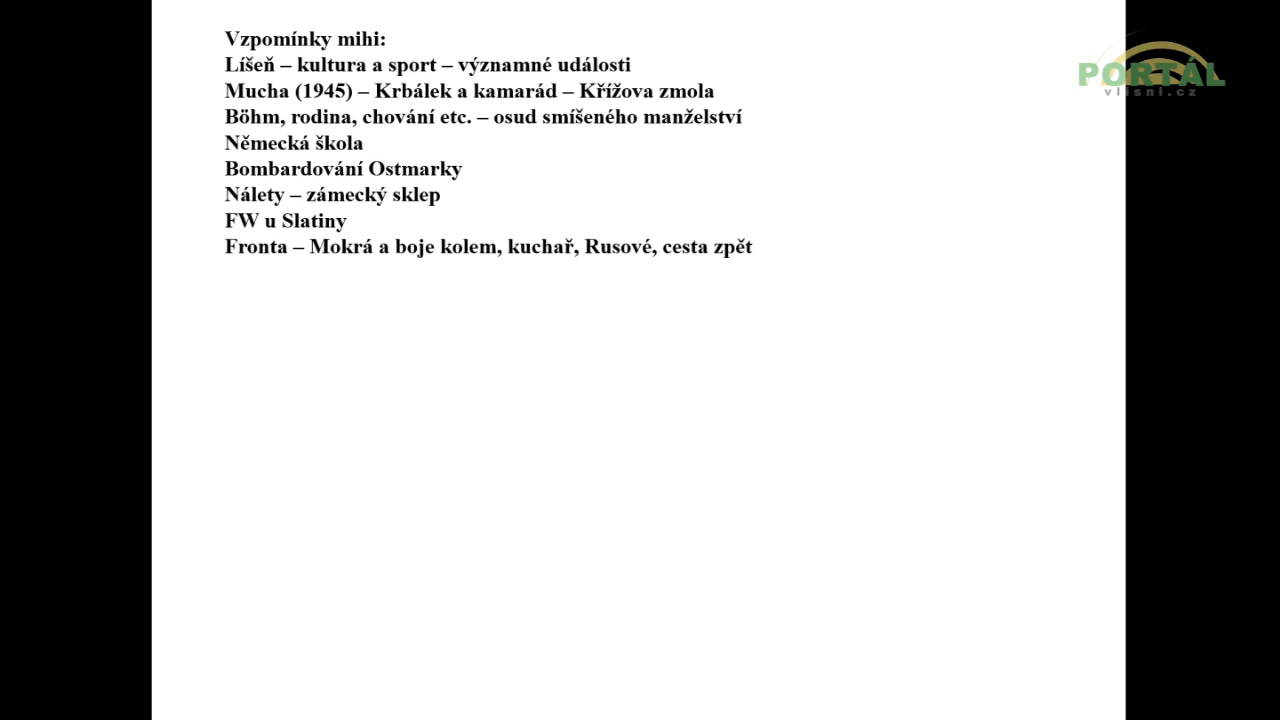 Vzpomínky mihi:
Líšeň – kultura a sport – významné události
Mucha (1945) – Krbálek a kamarád – Křížova zmola
Böhm, rodina, chování etc. – osud smíšeného manželství
Německá škola
Bombardování Ostmarky
Nálety – zámecký sklep
FW u Slatiny
Fronta – Mokrá a boje kolem, kuchař, Rusové, cesta zpět
PORTÁL
vlisni.cz